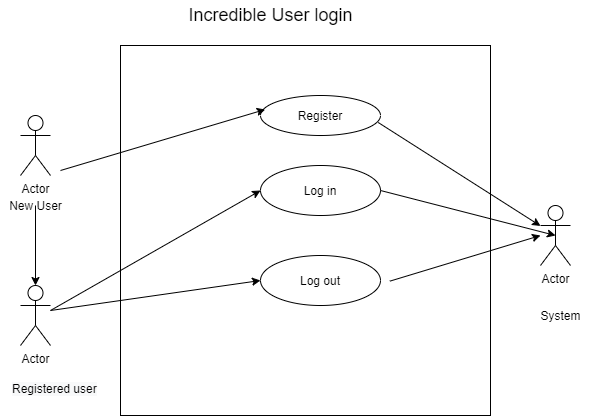 Incredible User login
Register
Actor
New User
Log in
Log out
Actor
System
Actor
Registered user